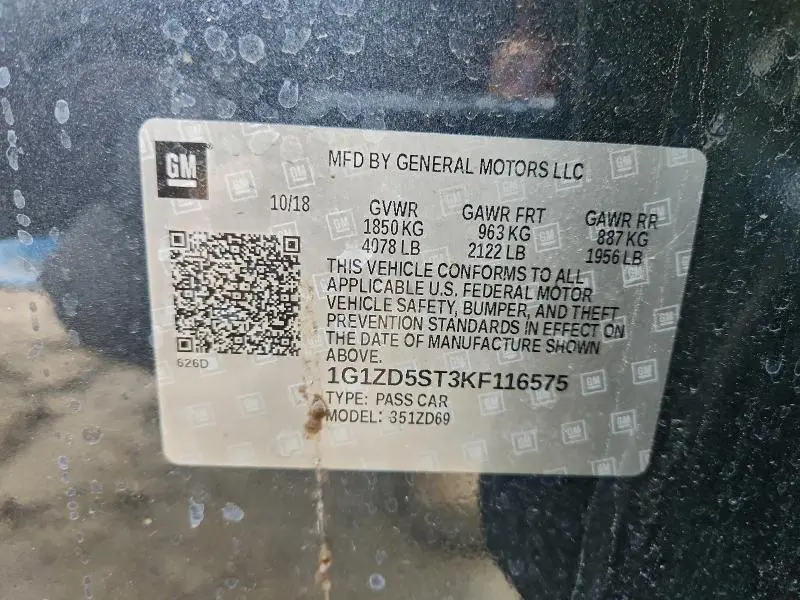 GM
MFD BY GENERAL MOTORS LLC
10/18
GVWR GAWR FRT GAWR RR
1850 KG 963 KG 887 KG
4078 LB 2122 LB 1956 LB
THIS VEHICLE CONFORMS TO ALL
APPLICABLE U.S. FEDERAL MOTOR
VEHICLE SAFETY, BUMPER, AND THEFT
PREVENTION STANDARDS IN EFFECT ON
THE DATE OF MANUFACTURE SHOWN
ABOVE.
626D
1G1ZD5ST3KF116575
TYPE: PASS CAR
MODEL: 351ZD69